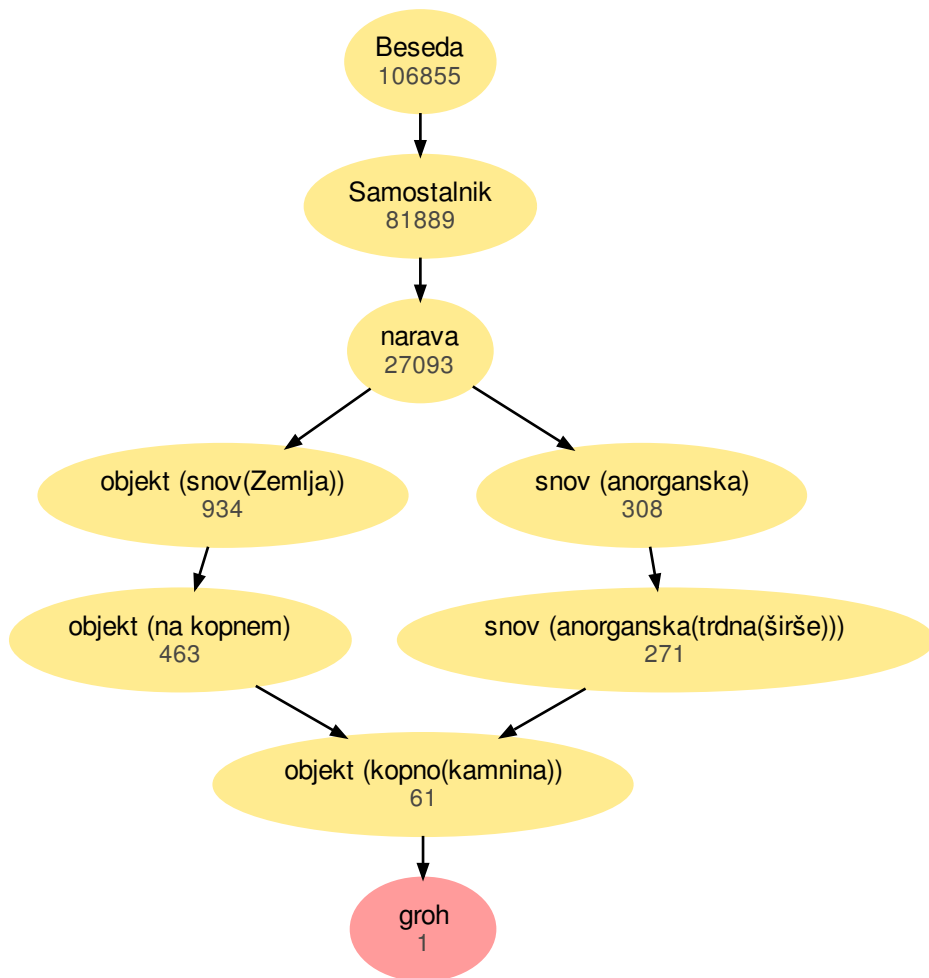 Beseda
106855
Samostalnik
81889
narava
27093
objekt (snov(Zemlja))
934
snov (anorganska)
308
objekt (na kopnem)
463
snov (anorganska(trdna(širše)))
271
objekt (kopno(kamnina))
61
groh
1